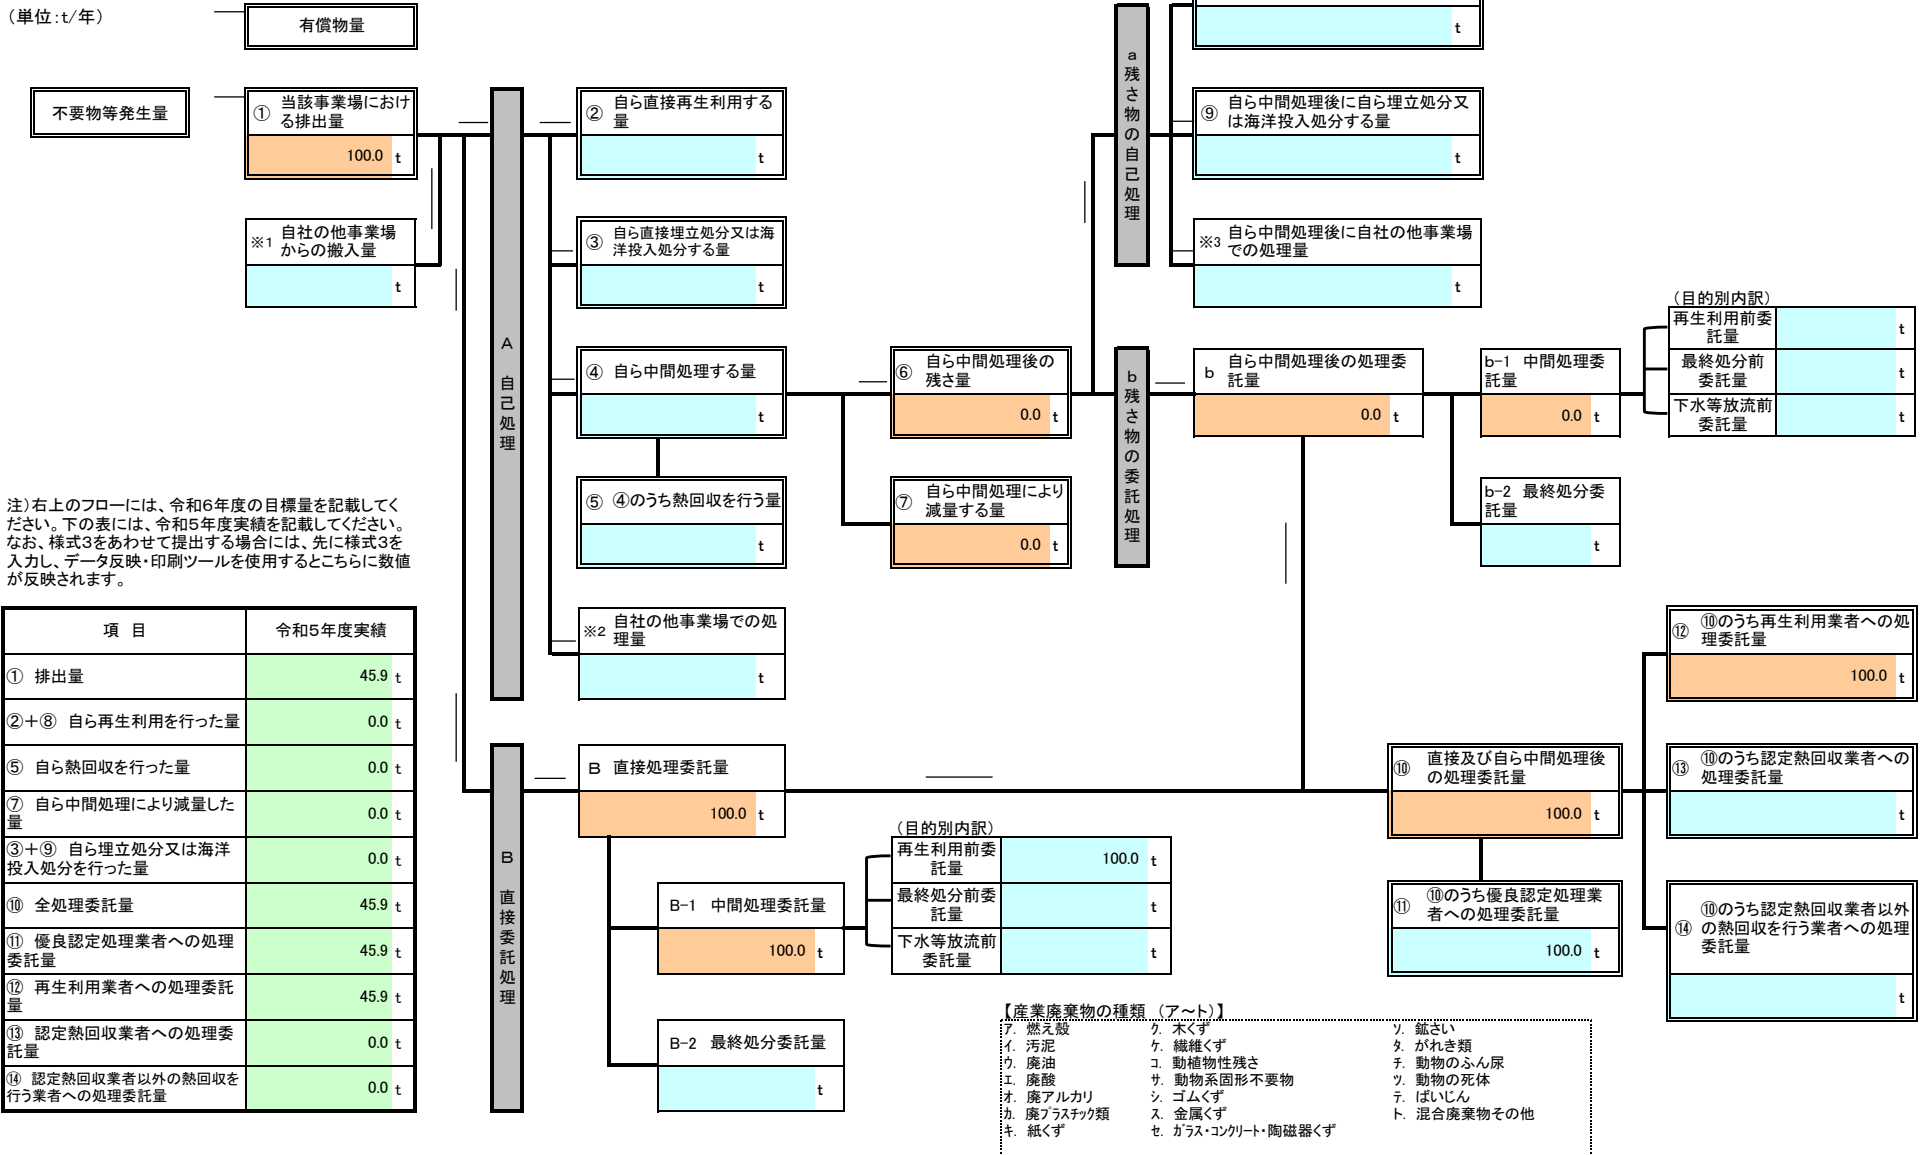 （単位：t/年）
有償物量
t
不要物等発生量
① 当該事業場におけ
る排出量
100.0 t
※1 自社の他事業場
からの搬入量
t
A 自己処理
② 自ら直接再生利用する
量
t
③ 自ら直接埋立処分又は海
洋投入処分する量
t
④ 自ら中間処理する量
t
⑤ ④のうち熱回収を行う量
t
※2 自社の他事業場での処
理量
t
⑥ 自ら中間処理後の
残さ量
0.0 t
⑦ 自ら中間処理により
減量する量
0.0 t
a 残さ物の自己処理
⑨ 自ら中間処理後に自ら埋立処分又
は海洋投入処分する量
t
※3 自ら中間処理後に自社の他事業場
での処理量
t
b 残さ物の委託処理
b 自ら中間処理後の処理委
託量
0.0 t
b-1 中間処理委
託量
0.0 t
（目的別内訳）
再生利用前委
託量
t
最終処分前
委託量
t
下水等放流前
委託量
t
b-2 最終処分委
託量
t
注）右上のフローには、令和6年度の目標量を記載してく
ださい。下の表には、令和5年度実績を記載してください。
なお、様式3をあわせて提出する場合には、先に様式3を
入力し、データ反映・印刷ツールを使用するとこちらに数値
が反映されます。
項 目 令和5年度実績
① 排出量 45.9 t
②＋⑧ 自ら再生利用を行った量 0.0 t
⑤ 自ら熱回収を行った量 0.0 t
⑦ 自ら中間処理により減量した
量 0.0 t
③＋⑨ 自ら埋立処分又は海洋
投入処分を行った量 0.0 t
⑩ 全処理委託量 45.9 t
⑪ 優良認定処理業者への処理
委託量 45.9 t
⑫ 再生利用業者への処理委託
量 45.9 t
⑬ 認定熱回収業者への処理委
託量 0.0 t
⑭ 認定熱回収業者以外の熱回収を
行う業者への処理委託量 0.0 t
B 直接委託処理
B 直接処理委託量
100.0 t
B-1 中間処理委託量
100.0 t
（目的別内訳）
再生利用前委
託量
100.0 t
最終処分前委
託量
t
下水等放流前
委託量
t
B-2 最終処分委託量
t
⑩ 直接及び自ら中間処理後
の処理委託量
100.0 t
⑪ ⑩のうち優良認定処理業
者への処理委託量
100.0 t
⑫ ⑩のうち再生利用業者への処
理委託量
100.0 t
⑬ ⑩のうち認定熱回収業者への
処理委託量
t
⑭ ⑩のうち認定熱回収業者以外
の熱回収を行う業者への処理
委託量
t
【産業廃棄物の種類 （ア～ト）】
ア. 燃え殻 ク. 木くず ソ. 鉱さい
イ. 汚泥 ケ. 繊維くず タ. がれき類
ウ. 廃油 コ. 動植物性残さ チ. 動物のふん尿
エ. 廃酸 サ. 動物系固形不要物 ツ. 動物の死体
オ. 廃アルカリ シ. ゴムくず テ. ばいじん
カ. 廃プラスチック類 ス. 金属くず ト. 混合廃棄物その他
キ. 紙くず セ. ガラス・コンクリート・陶磁器くず